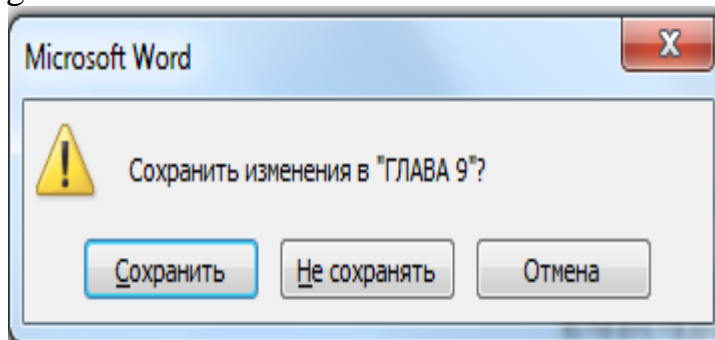 Microsoft Word
Сохранить изменения в "ГЛАВА 9"?
Сохранить
Не сохранять
Отмена